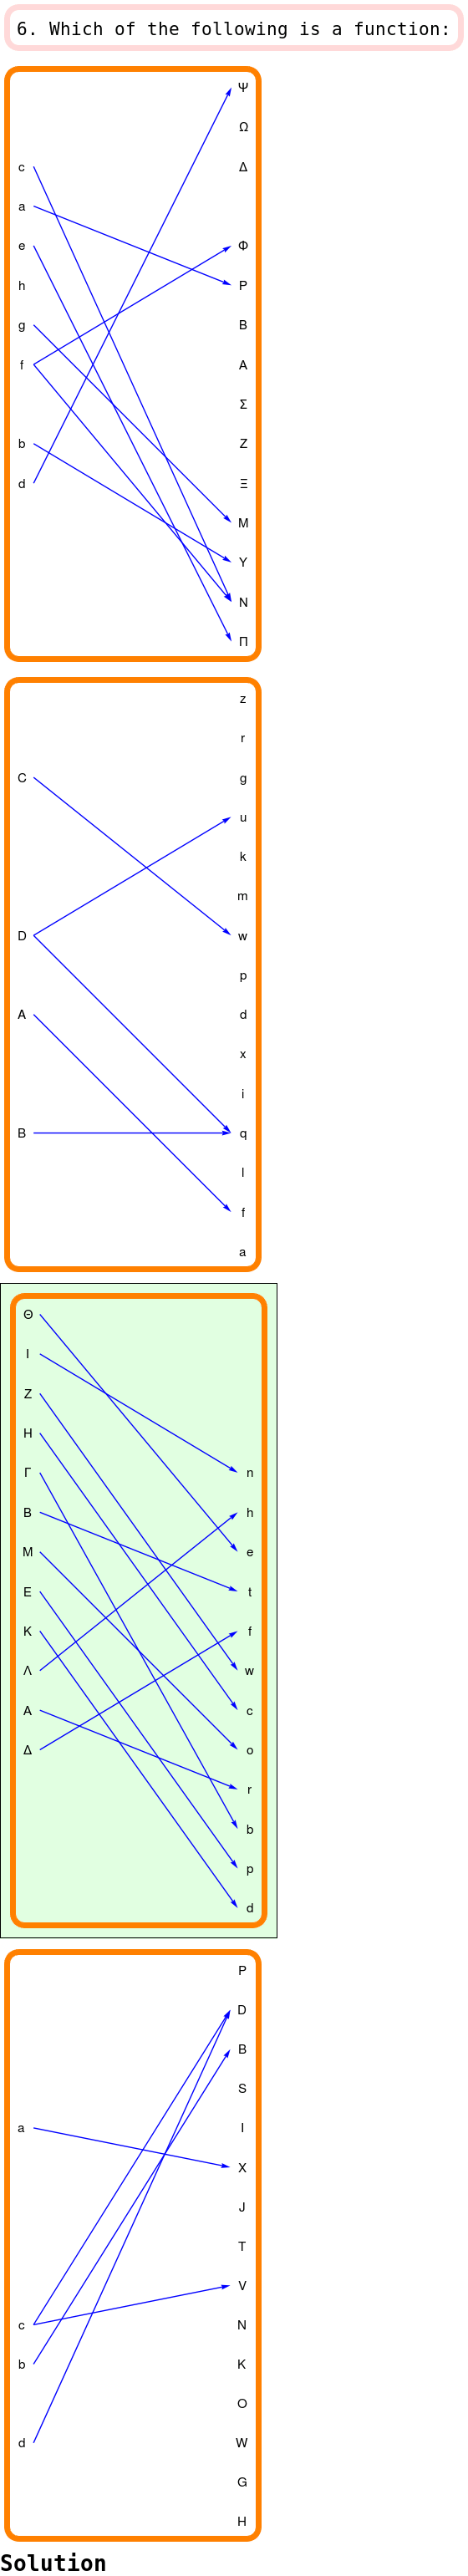 6. Which of the following is a function:
Ψ
Ω
c Δ
a
e Φ
h Ρ
g Β
f Α
Σ
b Ζ
d Ξ
Μ
Υ
Ν
Π
z
r
C g
u
k
m
D w
p
A d
x
i
B q
l
f
a
Θ
Ι
Ζ
Η
Γ n
Β h
Μ e
Ε t
Κ f
Λ w
Α c
Δ o
r
b
p
d
P
D
B
S
a I
X
J
T
V
c N
b K
O
d W
G
H
Solution